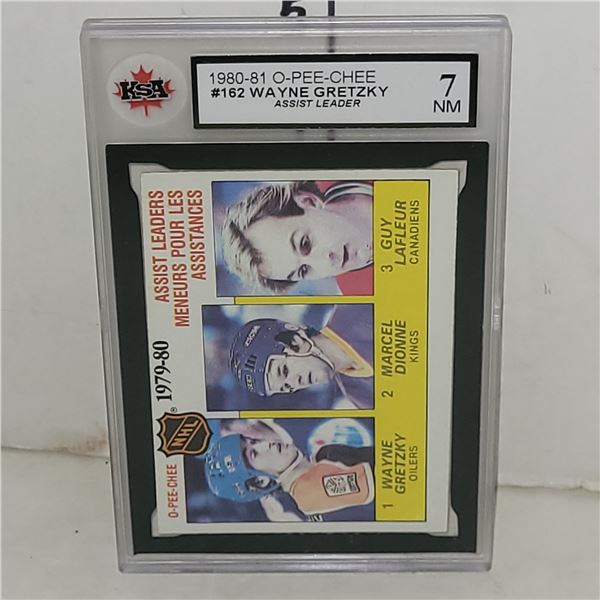 KSA
1980-81 O-PEE-CHEE
#162 WAYNE GRETZKY
ASSIST LEADER
7
NM
O-PEE-CHEE
NHL
®
1979-80
ASSIST LEADERS
MENEURS POUR LES
ASSISTANCES
1 WAYNE
GRETZKY
OILERS
2 MARCEL
DIONNE
KINGS
3 GUY
LAFLEUR
CANADIENS